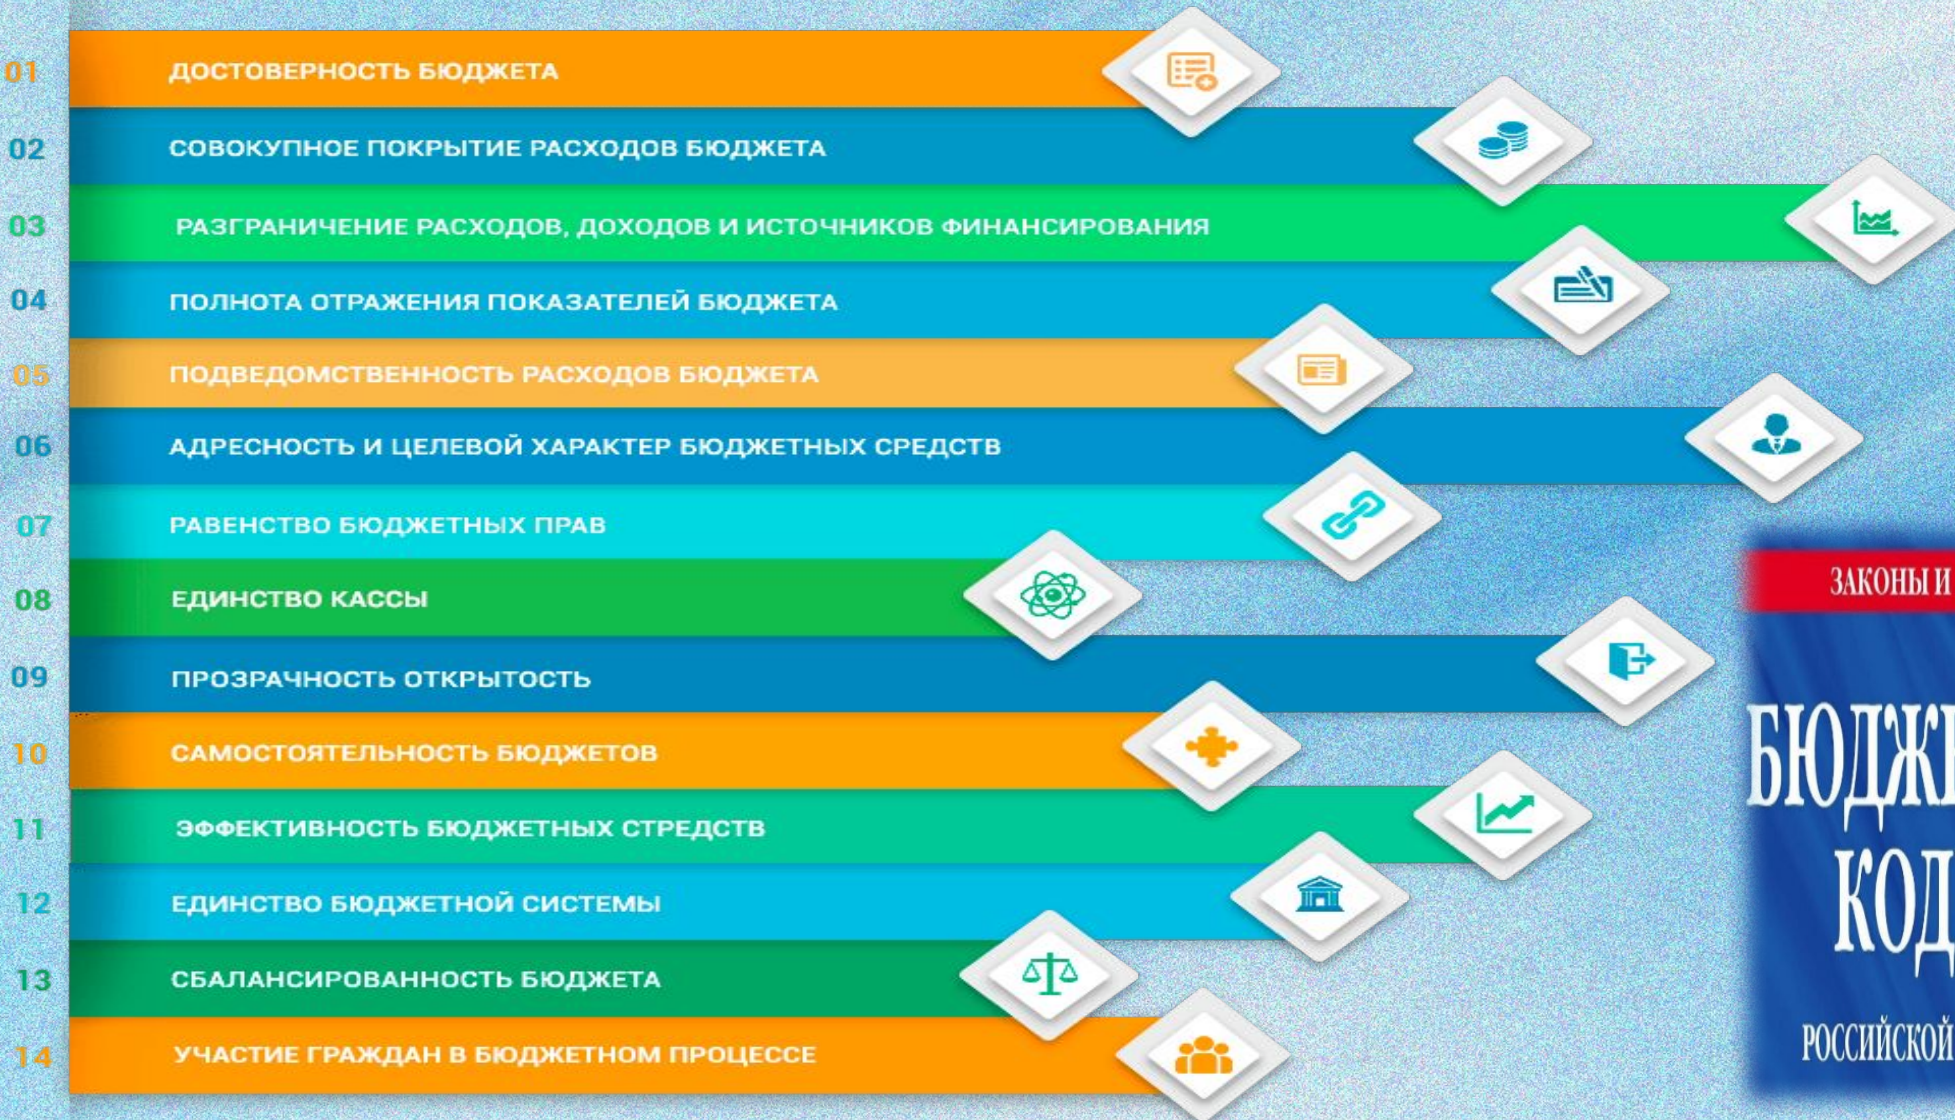 01 ДОСТОВЕРНОСТЬ БЮДЖЕТА
02 СОВОКУПНОЕ ПОКРЫТИЕ РАСХОДОВ БЮДЖЕТА
03 РАЗГРАНИЧЕНИЕ РАСХОДОВ, ДОХОДОВ И ИСТОЧНИКОВ ФИНАНСИРОВАНИЯ
04 ПОЛНОТА ОТРАЖЕНИЯ ПОКАЗАТЕЛЕЙ БЮДЖЕТА
05 ПОДВЕДОМСТВЕННОСТЬ РАСХОДОВ БЮДЖЕТА
06 АДРЕСНОСТЬ И ЦЕЛЕВОЙ ХАРАКТЕР БЮДЖЕТНЫХ СРЕДСТВ
07 РАВЕНСТВО БЮДЖЕТНЫХ ПРАВ
08 ЕДИНСТВО КАССЫ
09 ПРОЗРАЧНОСТЬ ОТКРЫТОСТЬ
10 САМОСТОЯТЕЛЬНОСТЬ БЮДЖЕТОВ
11 ЭФФЕКТИВНОСТЬ БЮДЖЕТНЫХ СТРЕДСТВ
12 ЕДИНСТВО БЮДЖЕТНОЙ СИСТЕМЫ
13 СБАЛАНСИРОВАННОСТЬ БЮДЖЕТА
14 УЧАСТИЕ ГРАЖДАН В БЮДЖЕТНОМ ПРОЦЕССЕ
ЗАКОНЫ И
РОССИЙСКОЙ